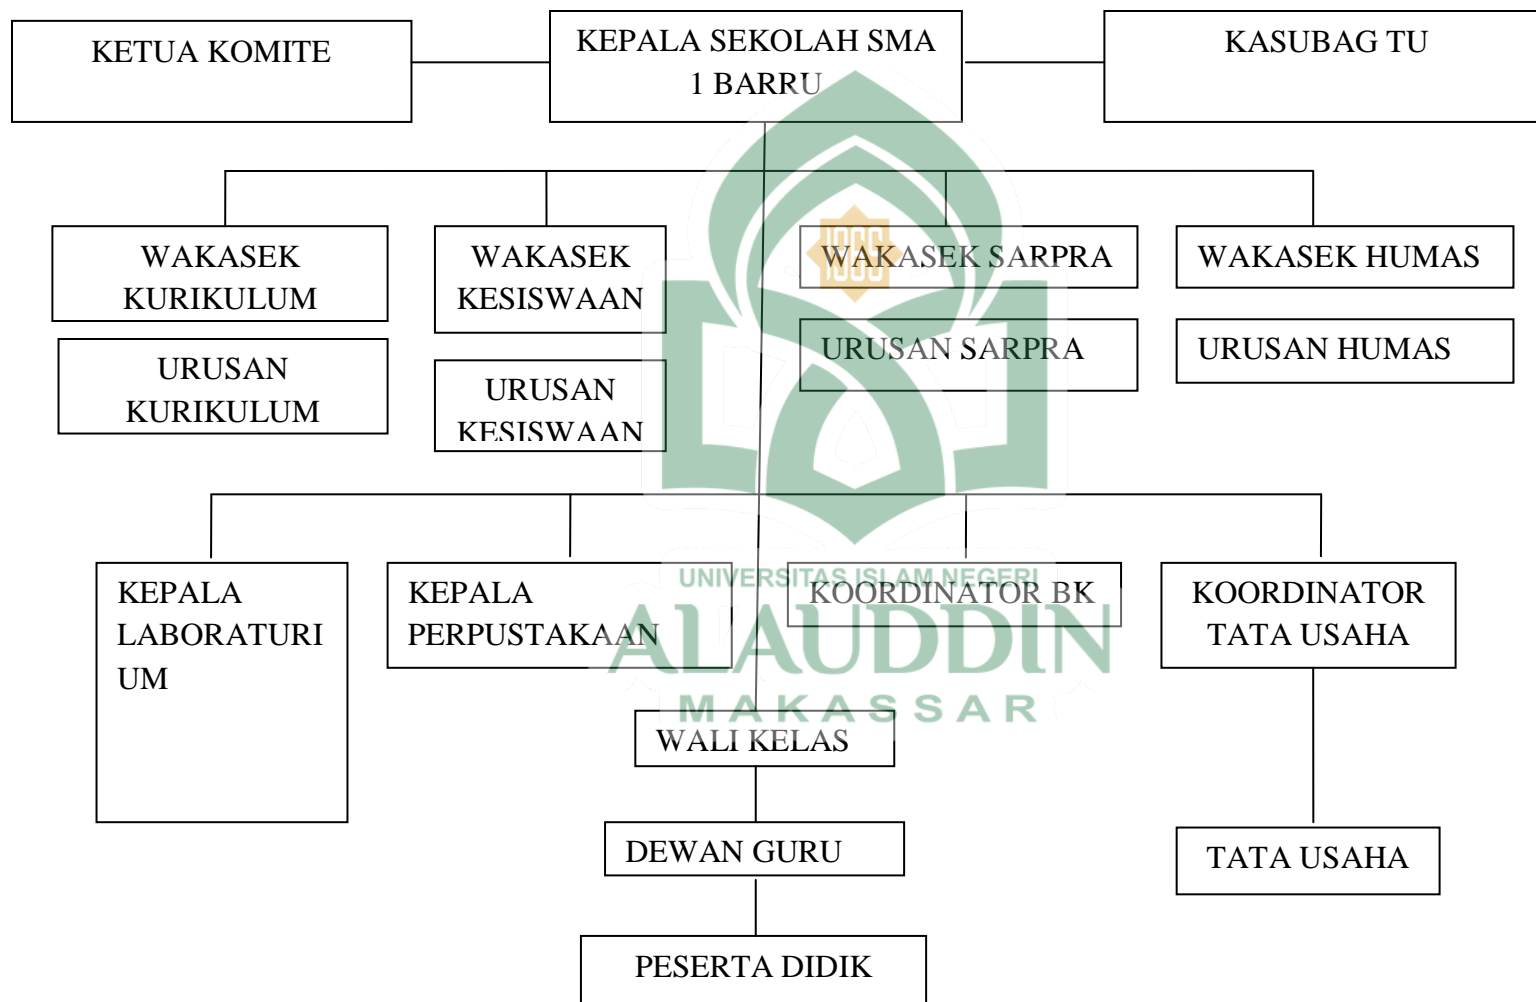 KETUA KOMITE
KEPALA SEKOLAH SMA
1 BARRU
KASUBAG TU
WAKASEK
KURIKULUM
WAKASEK
KESISWAAN
WAKASEK SARPRA
WAKASEK HUMAS
URUSAN
KURIKULUM
URUSAN
KESISWAAN
URUSAN SARPRA
URUSAN HUMAS
KEPALA
LABORATURI
UM
KEPALA
PERPUSTAKAAN
KOORDINATOR BK
KOORDINATOR
TATA USAHA
UNIVERSITAS ISLAM NEGERI
ALAUDDIN
MAKASSAR
WALI KELAS
DEWAN GURU
TATA USAHA
PESERTA DIDIK